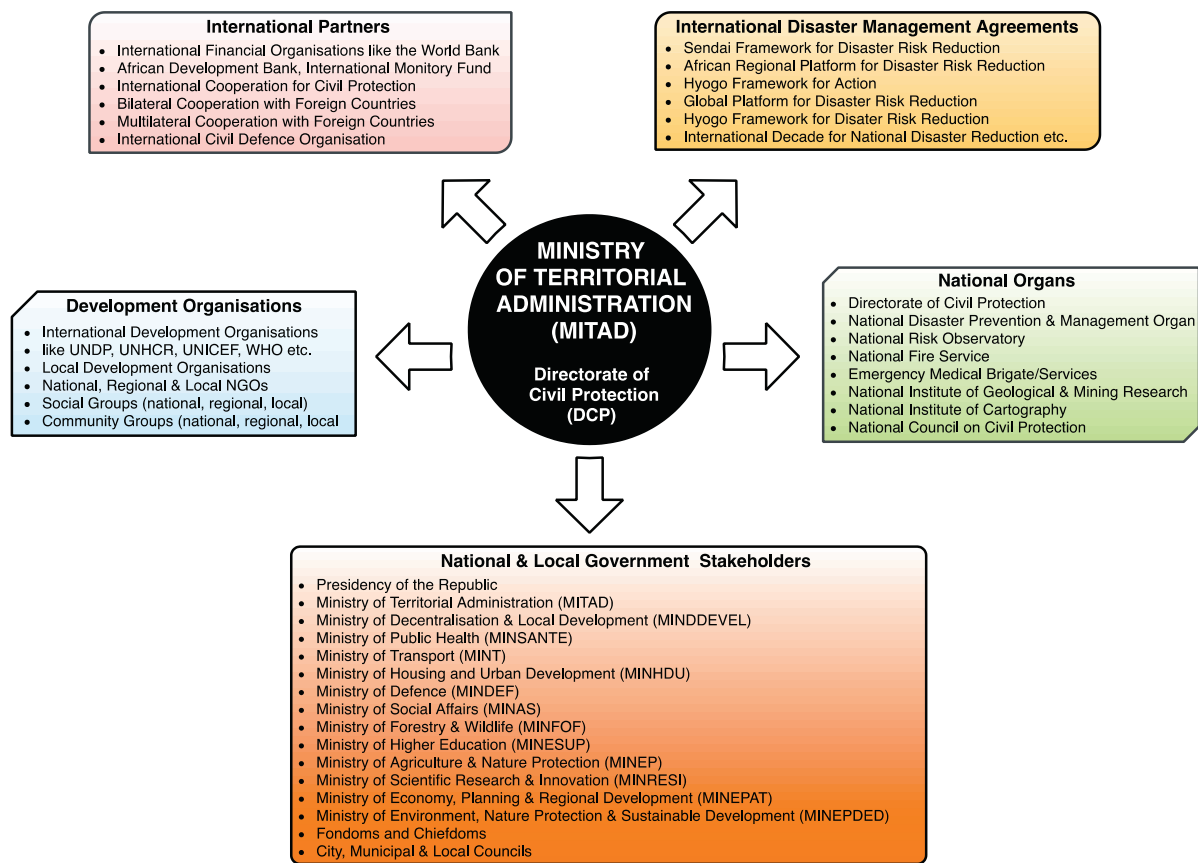 International Partners
• International Financial Organisations like the World Bank
• African Development Bank, International Monitory Fund
• International Cooperation for Civil Protection
• Bilateral Cooperation with Foreign Countries
• Multilateral Cooperation with Foreign Countries
• International Civil Defence Organisation
International Disaster Management Agreements
• Sendai Framework for Disaster Risk Reduction
• African Regional Platform for Disaster Risk Reduction
• Hyogo Framework for Action
• Global Platform for Disaster Risk Reduction
• Hyogo Framework for Disater Risk Reduction
• International Decade for National Disaster Reduction etc.
MINISTRY
OF TERRITORIAL
ADMINISTRATION
(MITAD)
Directorate of
Civil Protection
(DCP)
Development Organisations
• International Development Organisations
• like UNDP, UNHCR, UNICEF, WHO etc.
• Local Development Organisations
• National, Regional & Local NGOs
• Social Groups (national, regional, local)
• Community Groups (national, regional, local
National Organs
• Directorate of Civil Protection
• National Disaster Prevention & Management Organ
• National Risk Observatory
• National Fire Service
• Emergency Medical Brigate/Services
• National Institute of Geological & Mining Research
• National Institute of Cartography
• National Council on Civil Protection
National & Local Government Stakeholders
• Presidency of the Republic
• Ministry of Territorial Administration (MITAD)
• Ministry of Decentralisation & Local Development (MINDDEVEL)
• Ministry of Public Health (MINSANTE)
• Ministry of Transport (MINT)
• Ministry of Housing and Urban Development (MINHDU)
• Ministry of Defence (MINDEF)
• Ministry of Social Affairs (MINAS)
• Ministry of Forestry & Wildlife (MINFOF)
• Ministry of Higher Education (MINESUP)
• Ministry of Agriculture & Nature Protection (MINEP)
• Ministry of Scientific Research & Innovation (MINRESI)
• Ministry of Economy, Planning & Regional Development (MINEPAT)
• Ministry of Environment, Nature Protection & Sustainable Development (MINEPDED)
• Fondoms and Chiefdoms
• City, Municipal & Local Councils